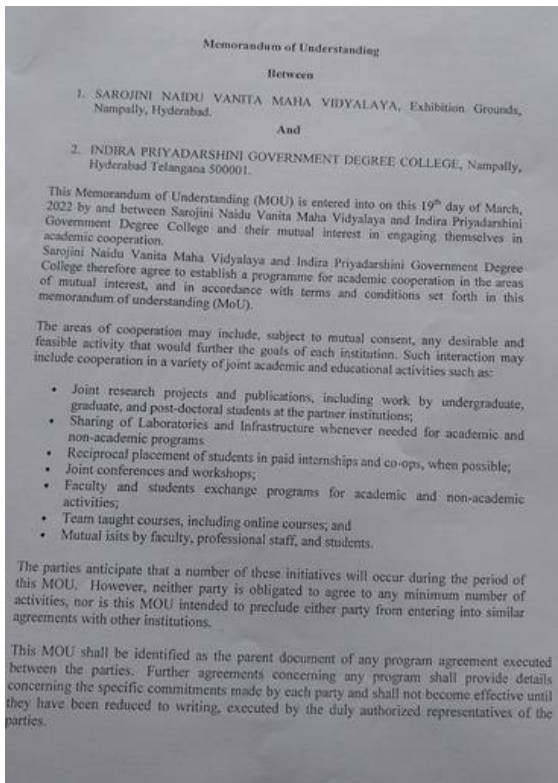 Memorandum of Understanding
Between
1. SAROJINI NAIDU VANITA MAHA VIDYALAYA, Exhibition Grounds,
Nampally, Hyderabad.
And
2. INDIRA PRIYADARSHINI GOVERNMENT DEGREE COLLEGE, Nampally,
Hyderabad Telangana 500001.
This Memorandum of Understanding (MOU) is entered into on this 19th day of March,
2022 by and between Sarojini Naidu Vanita Maha Vidyalaya and Indira Priyadarshini
Government Degree College and their mutual interest in engaging themselves in
academic cooperation.
Sarojini Naidu Vanita Maha Vidyalaya and Indira Priyadarshini Government Degree
College therefore agree to establish a programme for academic cooperation in the areas
of mutual interest, and in accordance with terms and conditions set forth in this
memorandum of understanding (MoU).
The areas of cooperation may include, subject to mutual consent, any desirable and
feasible activity that would further the goals of each institution. Such interaction may
include cooperation in a variety of joint academic and educational activities such as:
• Joint research projects and publications, including work by undergraduate,
graduate, and post-doctoral students at the partner institutions;
• Sharing of Laboratories and Infrastructure whenever needed for academic and
non-academic programs
• Reciprocal placement of students in paid internships and co-ops, when possible;
• Joint conferences and workshops;
• Faculty and students exchange programs for academic and non-academic
activities;
• Team taught courses, including online courses; and
• Mutual isits by faculty, professional staff, and students.
The parties anticipate that a number of these initiatives will occur during the period of
this MOU. However, neither party is obligated to agree to any minimum number of
activities, nor is this MOU intended to preclude either party from entering into similar
agreements with other institutions.
This MOU shall be identified as the parent document of any program agreement executed
between the parties. Further agreements concerning any program shall provide details
concerning the specific commitments made by each party and shall not become effective until
they have been reduced to writing, executed by the duly authorized representatives of the
parties.